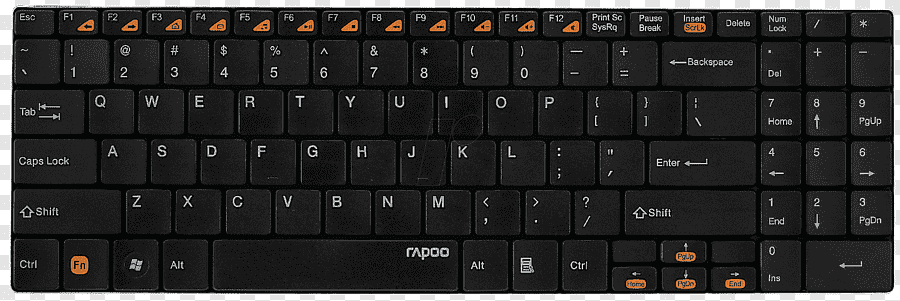 Esc F1 F2 F3 F4 F5 F6 F7 F8 F9 F10 F11 F12 Print Sc SysRq Pause Break Insert ScrLk Delete Num Lock / *
~ ` ! 1 @ 2 # 3 $ 4 % 5 ^ 6 & 7 * 8 ( 9 ) 0 — - + = ←Backspace . Del + −
Tab Q W E R T Y U I O P { [ } ] ¦ \ 7 Home 8 ↑ 9 PgUp
Caps Lock A S D F G H J K L : ; " ' Enter 4 ← 5 6 →
Shift Z X C V B N M < , > . ? / Shift 1 End 2 ↓ 3 PgDn
Ctrl Fn Alt rapoo Alt Ctrl ← Home ↑ PgUp ↓ PgDn → End 0 Ins